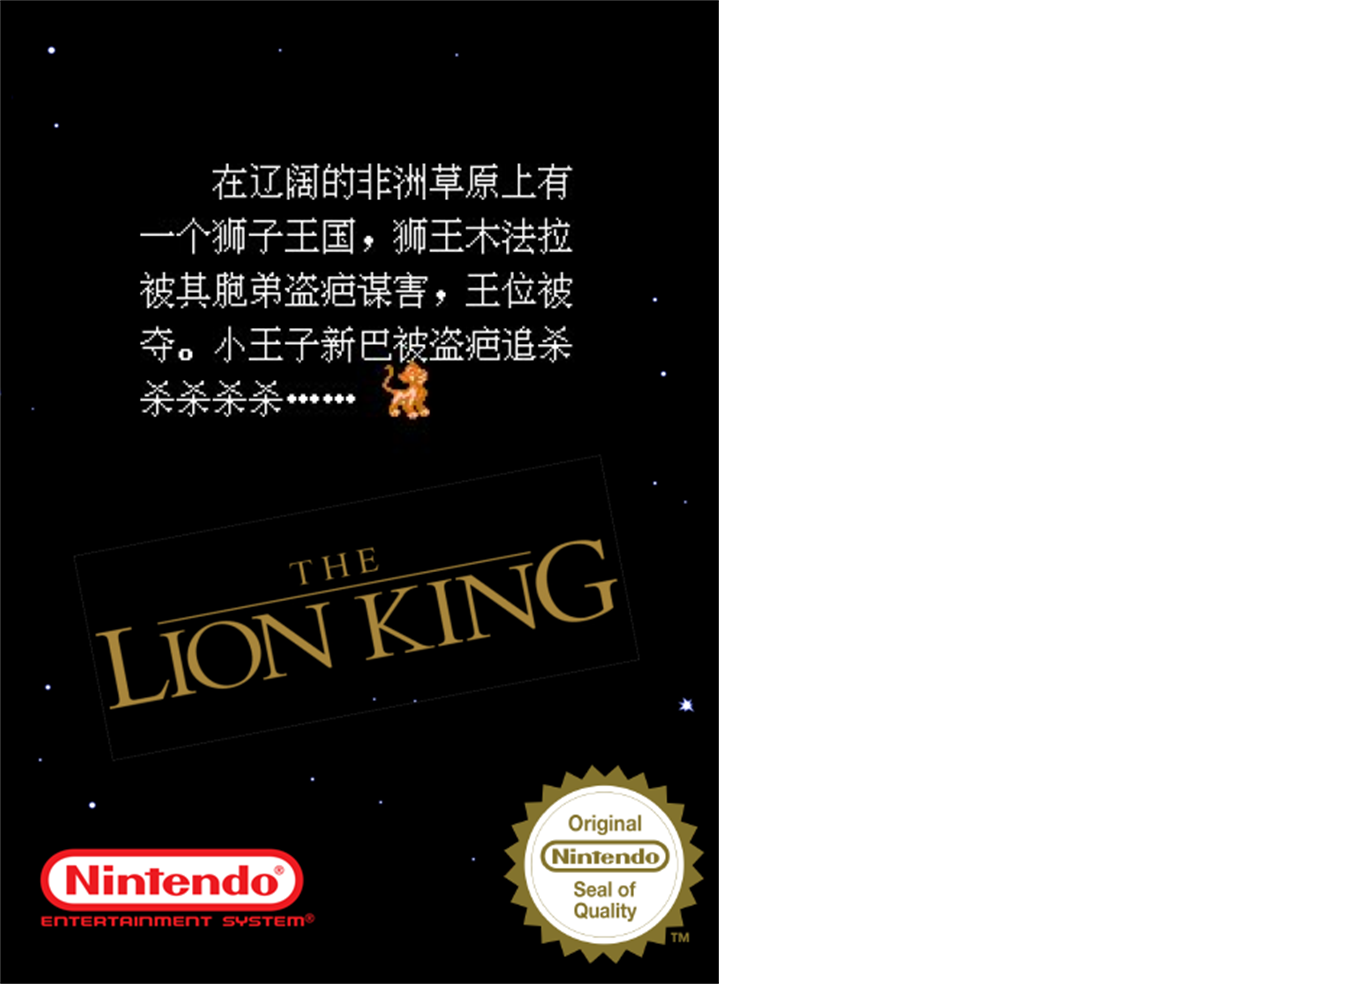 在辽阔的非洲草原上有
一个狮子王国，狮王木法拉
被其胞弟盗疤谋害，王位被
夺。小王子新巴被盗疤追杀
杀杀杀杀……
THE
LION KING
Nintendo®
ENTERTAINMENT SYSTEM®
Original
Nintendo
Seal of
Quality
TM